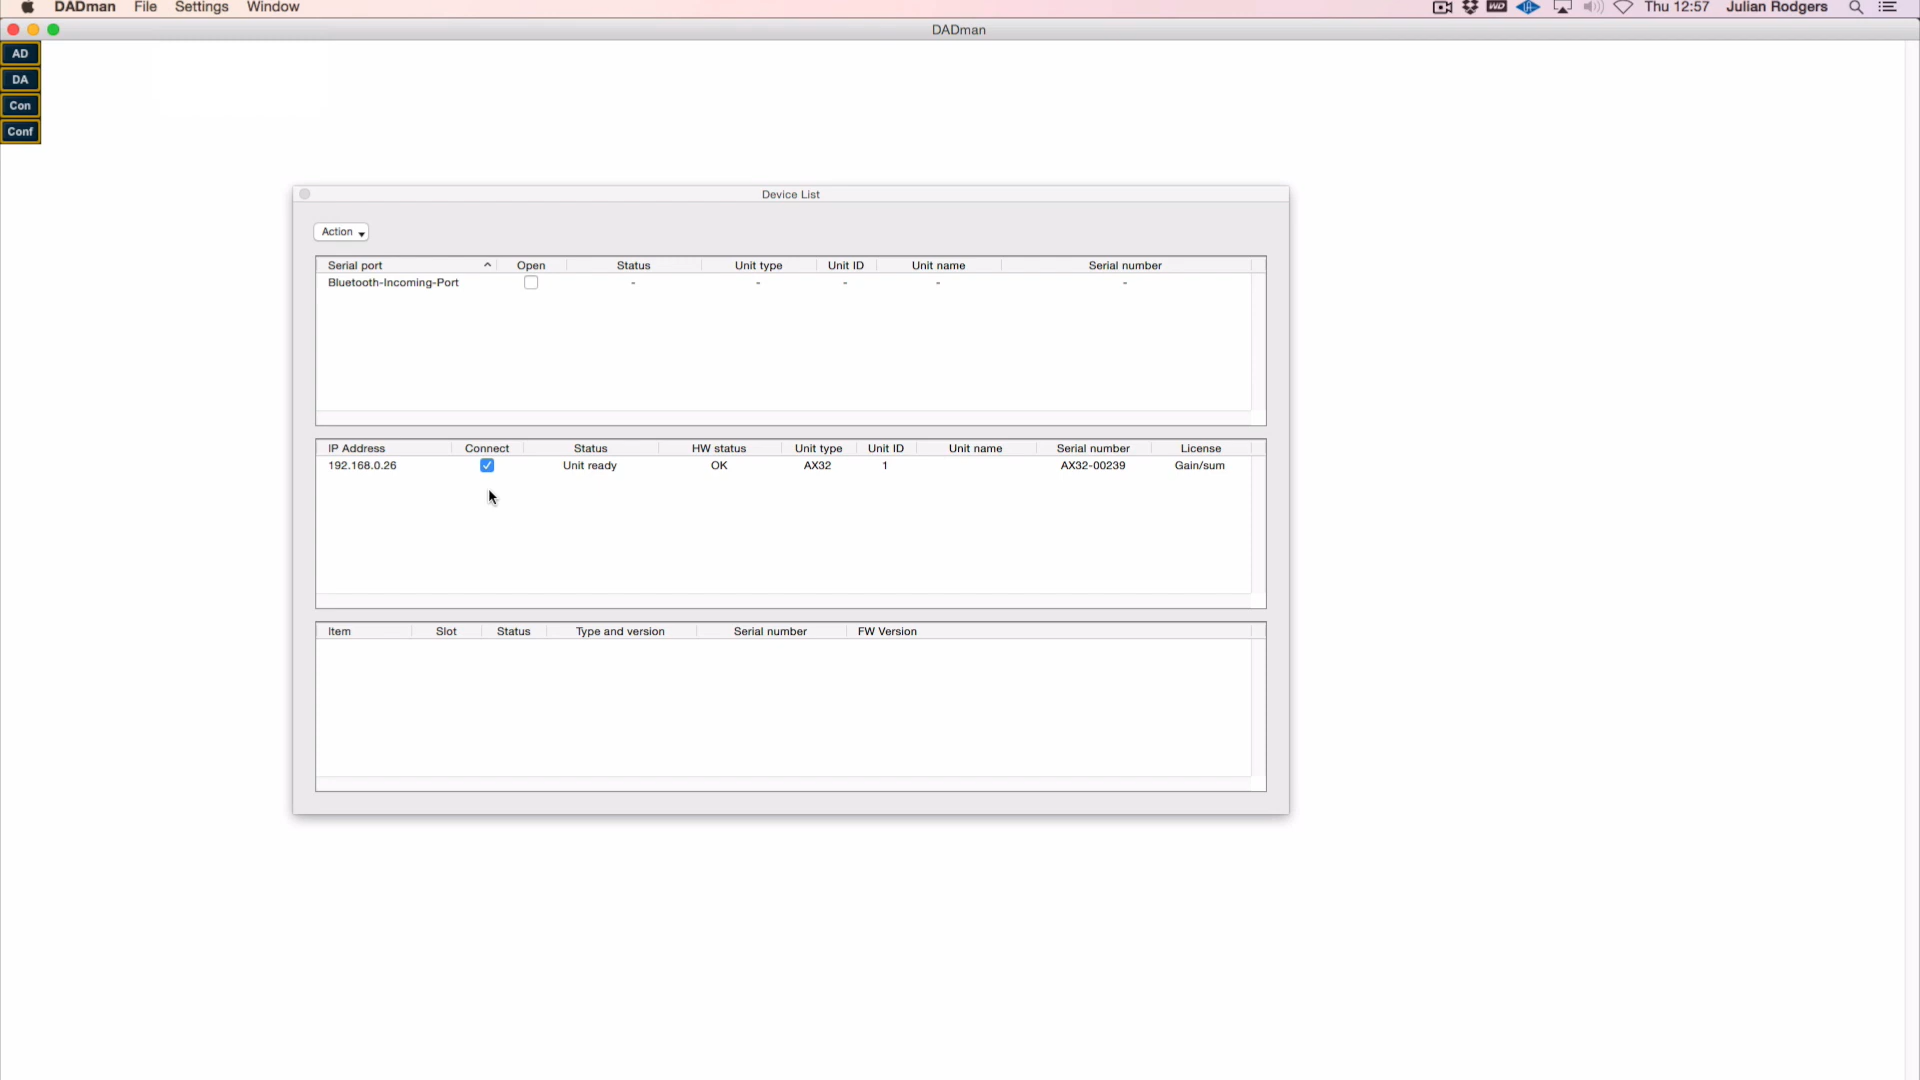 DADman File Settings Window WD Thu 12:57 Julian Rodgers
DADman
AD
DA
Con
Conf
Device List
Action
Serial port Open Status Unit type Unit ID Unit name Serial number
Bluetooth-Incoming-Port - - - - -
IP Address Connect Status HW status Unit type Unit ID Unit name Serial number License
192.168.0.26 Unit ready OK AX32 1 AX32-00239 Gain/sum
Item Slot Status Type and version Serial number FW Version